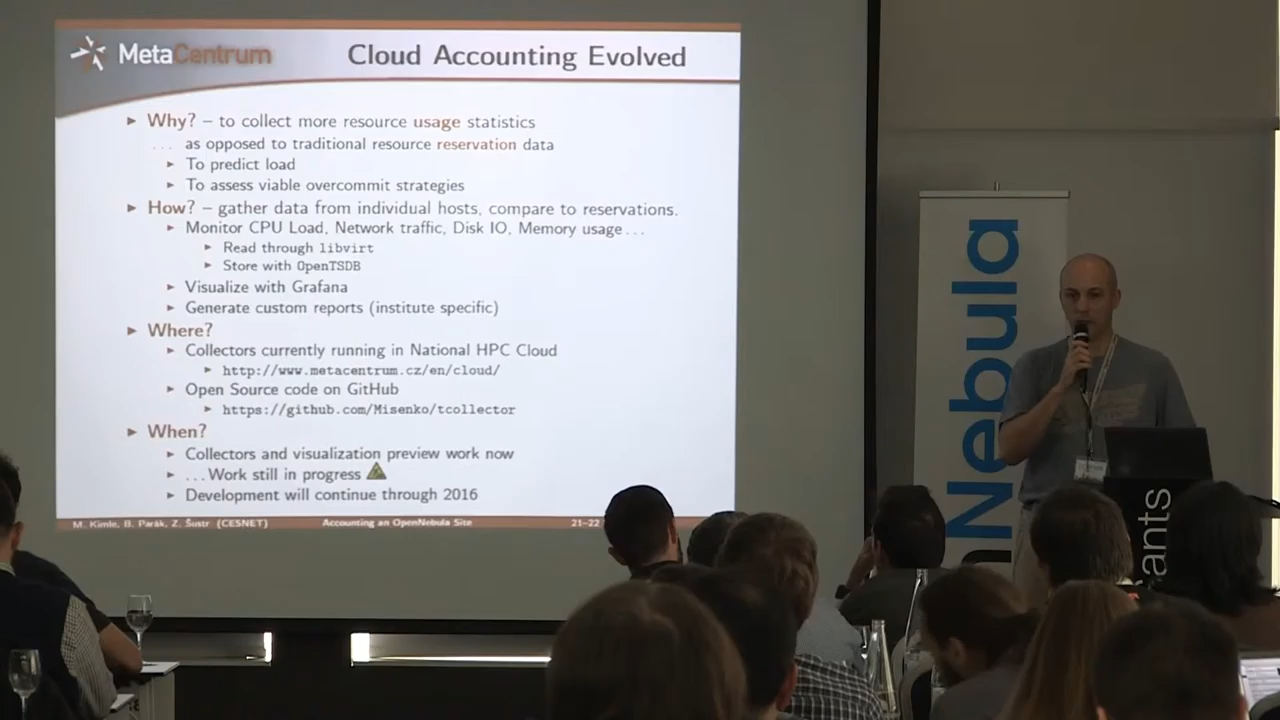 MetaCentrum
Cloud Accounting Evolved
Why? – to collect more resource usage statistics
... as opposed to traditional resource reservation data
To predict load
To assess viable overcommit strategies
How? – gather data from individual hosts, compare to reservations.
Monitor CPU Load, Network traffic, Disk IO, Memory usage...
Read through libvirt
Store with OpenTSDB
Visualize with Grafana
Generate custom reports (institute specific)
Where?
Collectors currently running in National HPC Cloud
http://www.metacentrum.cz/en/cloud/
Open Source code on GitHub
https://github.com/Misenko/tcollector
When?
Collectors and visualization preview work now
...Work still in progress
Development will continue through 2016
M. Kimle, B. Parák, Z. Šustr (CESNET)
Accounting an OpenNebula Site
21–22
nNebula
ants